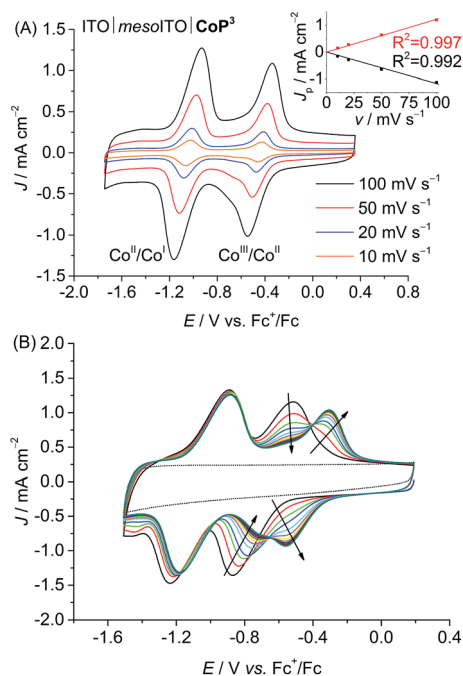 (A)
ITO|mesoITO|CoP³
J / mA cm⁻²
1.5
1.0
0.5
0.0
-0.5
-1.0
-1.5
-2.0
-1.6
-1.2
-0.8
-0.4
0.0
0.4
0.8
E / V vs. Fc⁺/Fc
Coᴵᴵ/Coᴵ
Coᴵᴵᴵ/Coᴵᴵ
100 mV s⁻¹
50 mV s⁻¹
20 mV s⁻¹
10 mV s⁻¹
Jₚ / mA cm⁻²
1
0
-1
R²=0.997
R²=0.992
0
25
50
75
100
v / mV s⁻¹
(B)
J / mA cm⁻²
2.0
1.5
1.0
0.5
0.0
-0.5
-1.0
-1.5
-2.0
-1.6
-1.2
-0.8
-0.4
0.0
0.4
E / V vs. Fc⁺/Fc